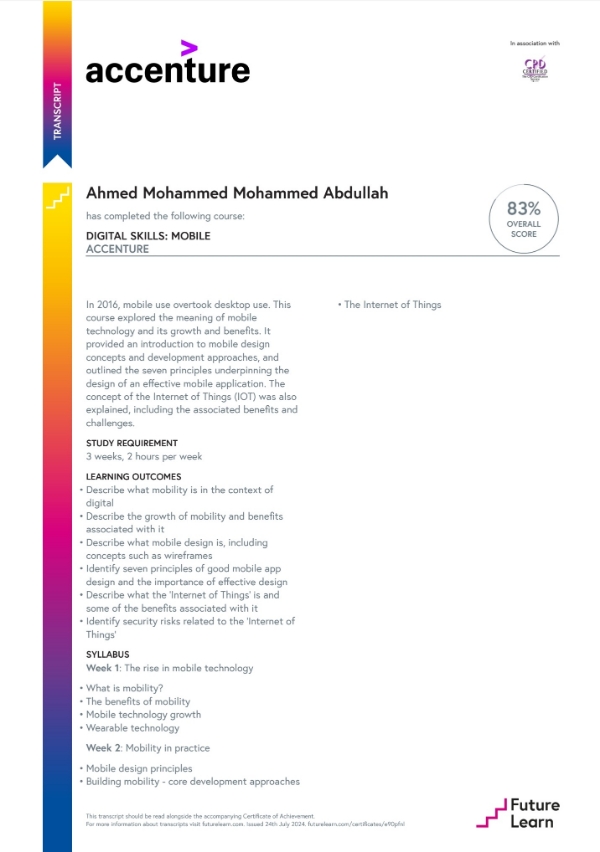 TRANSCRIPT
accenture
In association with
CPD
CERTIFIED
Ahmed Mohammed Mohammed Abdullah
has completed the following course:
DIGITAL SKILLS: MOBILE
ACCENTURE
83%
OVERALL
SCORE
In 2016, mobile use overtook desktop use. This
course explored the meaning of mobile
technology and its growth and benefits. It
provided an introduction to mobile design
concepts and development approaches, and
outlined the seven principles underpinning the
design of an effective mobile application. The
concept of the Internet of Things (IOT) was also
explained, including the associated benefits and
challenges.
STUDY REQUIREMENT
3 weeks, 2 hours per week
LEARNING OUTCOMES
• Describe what mobility is in the context of
digital
• Describe the growth of mobility and benefits
associated with it
• Describe what mobile design is, including
concepts such as wireframes
• Identify seven principles of good mobile app
design and the importance of effective design
• Describe what the 'Internet of Things' is and
some of the benefits associated with it
• Identify security risks related to the 'Internet of
Things'
SYLLABUS
Week 1: The rise in mobile technology
• What is mobility?
• The benefits of mobility
• Mobile technology growth
• Wearable technology
Week 2: Mobility in practice
• Mobile design principles
• Building mobility - core development approaches
• The Internet of Things
This transcript should be read alongside the accompanying Certificate of Achievement.
For more information about transcripts visit futurelearn.com. Issued 24th July 2024.
Future
Learn